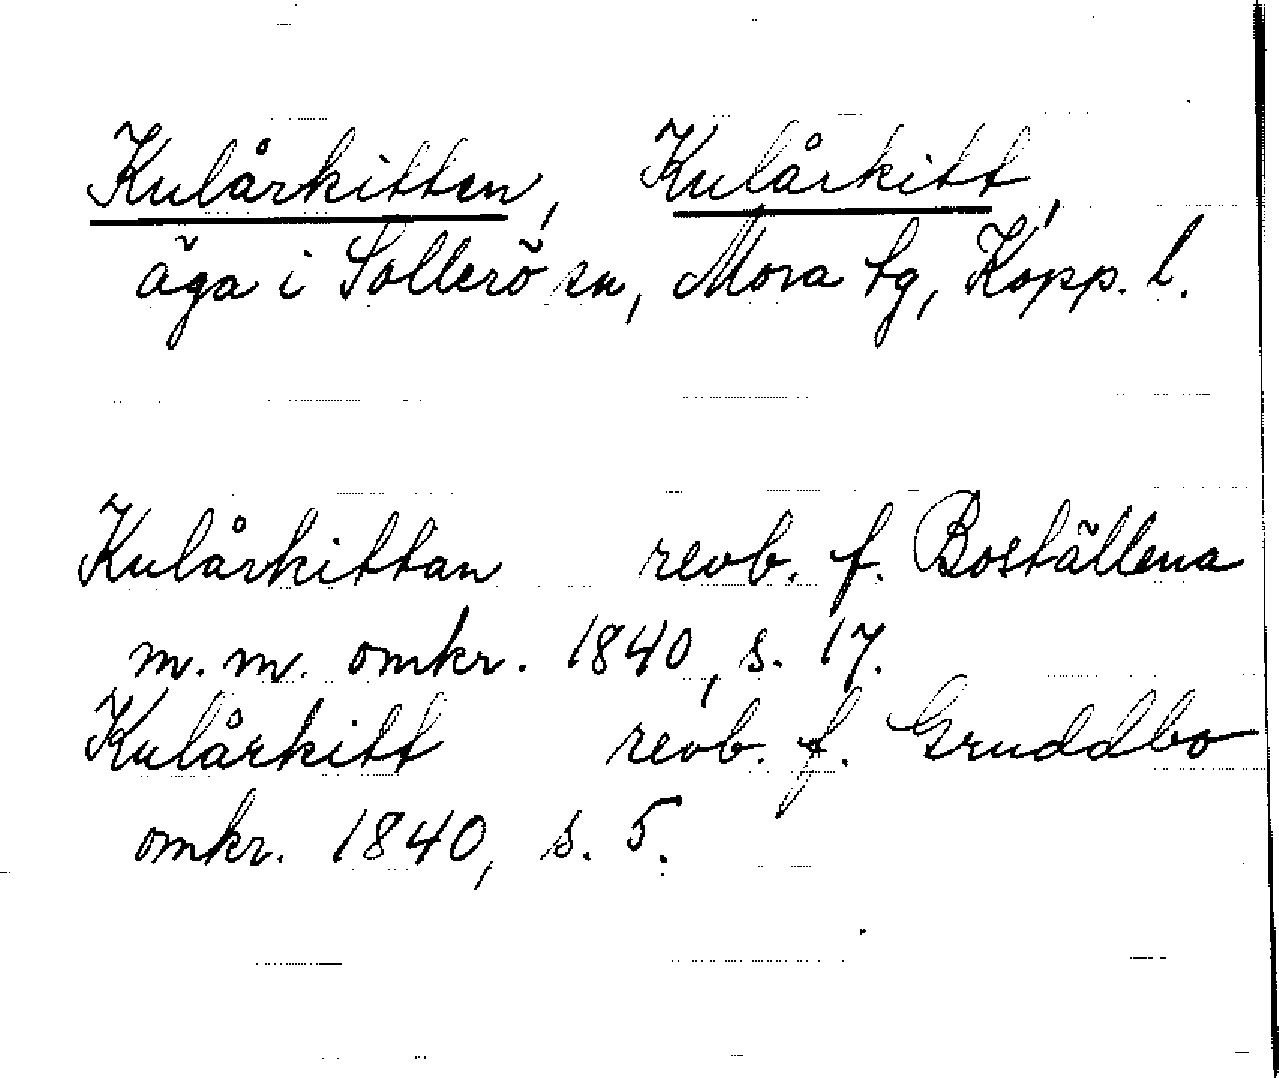 Kulårkitten, Kulårkitt,
äga i Sollerö sn, Mora tg, Kopp. l.
Kulårkittan revb. f. Boställena
m.m. omkr. 1840, s. 17.
Kulårkitt revb. f. Gruddbo
omkr. 1840, s. 5.